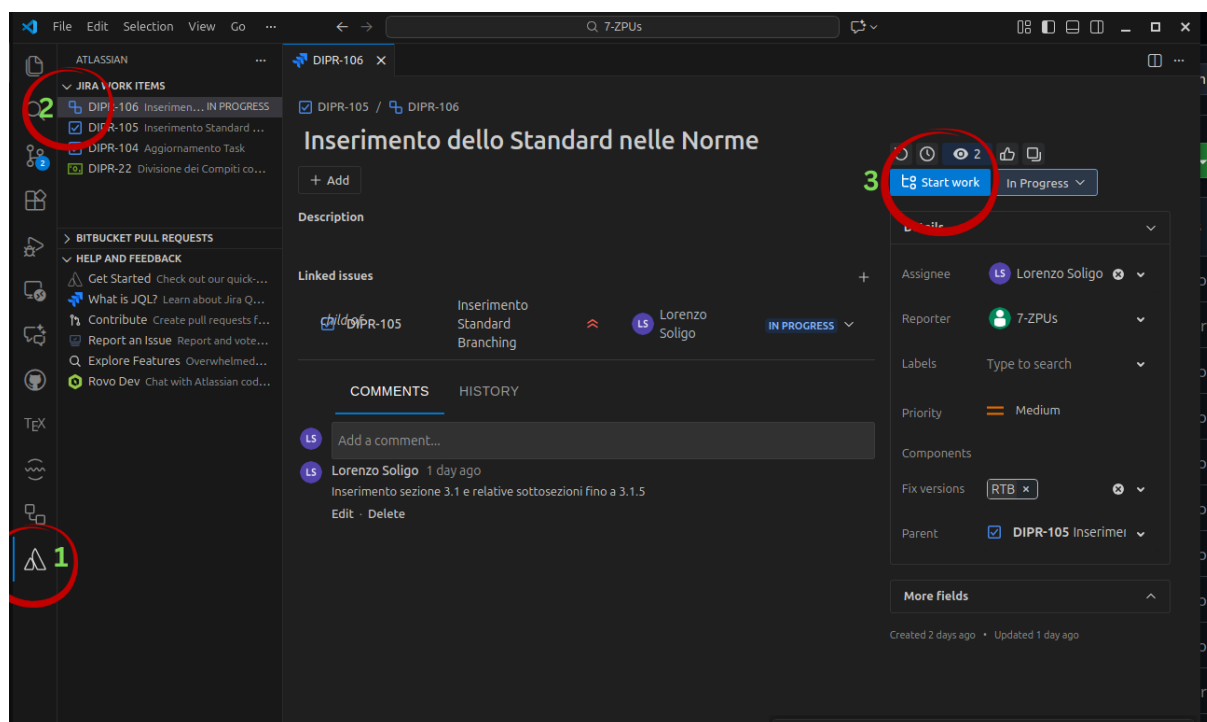 File Edit Selection View Go ...
7-ZPUs
ATLASSIAN ...
JIRA WORK ITEMS
DIPR-106 Inserimen... IN PROGRESS
DIPR-105 Inserimento Standard ...
DIPR-104 Aggiornamento Task
DIPR-22 Divisione dei Compiti co...
2
2
BITBUCKET PULL REQUESTS
HELP AND FEEDBACK
Get Started Check out our quick-...
What is JQL? Learn about Jira Q...
Contribute Create pull requests f...
Report an Issue Report and vote...
Explore Features Overwhelmed...
Rovo Dev Chat with Atlassian cod...
TEX
1
DIPR-106
DIPR-105 / DIPR-106
Inserimento dello Standard nelle Norme
+ Add
Description
Linked issues
child of
DIPR-105
Inserimento
Standard
Branching
LS
Lorenzo
Soligo
IN PROGRESS
COMMENTS HISTORY
LS Add a comment...
LS Lorenzo Soligo 1 day ago
Inserimento sezione 3.1 e relative sottosezioni fino a 3.1.5
Edit · Delete
2
3 Start work In Progress
Details
Assignee LS Lorenzo Soligo
Reporter 7-ZPUs
Labels Type to search
Priority Medium
Components
Fix versions RTB ×
Parent DIPR-105 Inserimei
More fields
Created 2 days ago • Updated 1 day ago